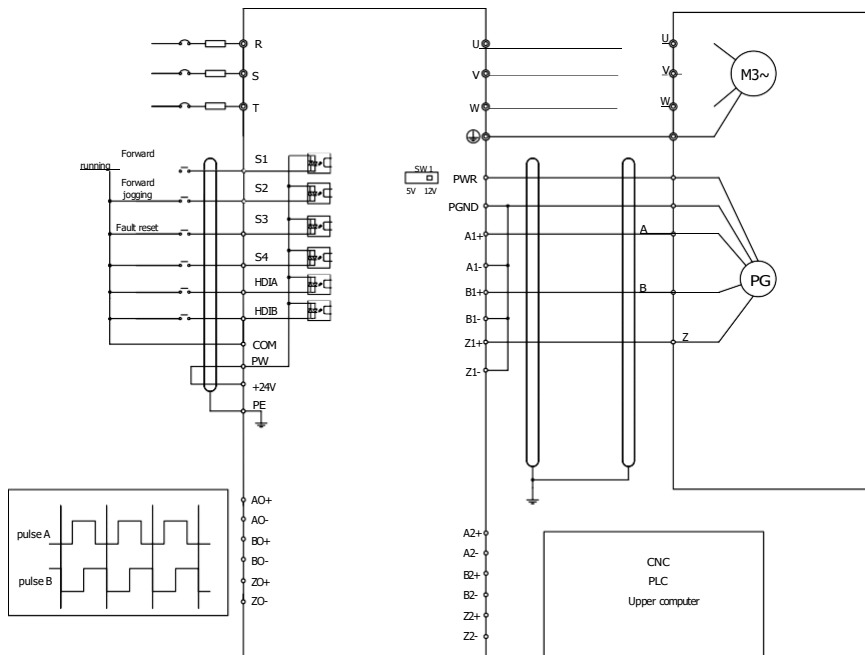 R
S
T
U
V
W
U
V
W
M3~
Forward
running
Forward
jogging
Fault reset
S1
S2
S3
S4
HDIA
HDIB
COM
PW
+24V
PE
SW1
5V 12V
PWR
PGND
A1+
A1-
B1+
B1-
Z1+
Z1-
A
B
Z
PG
pulse A
pulse B
AO+
AO-
BO+
BO-
ZO+
ZO-
A2+
A2-
B2+
B2-
Z2+
Z2-
CNC
PLC
Upper computer